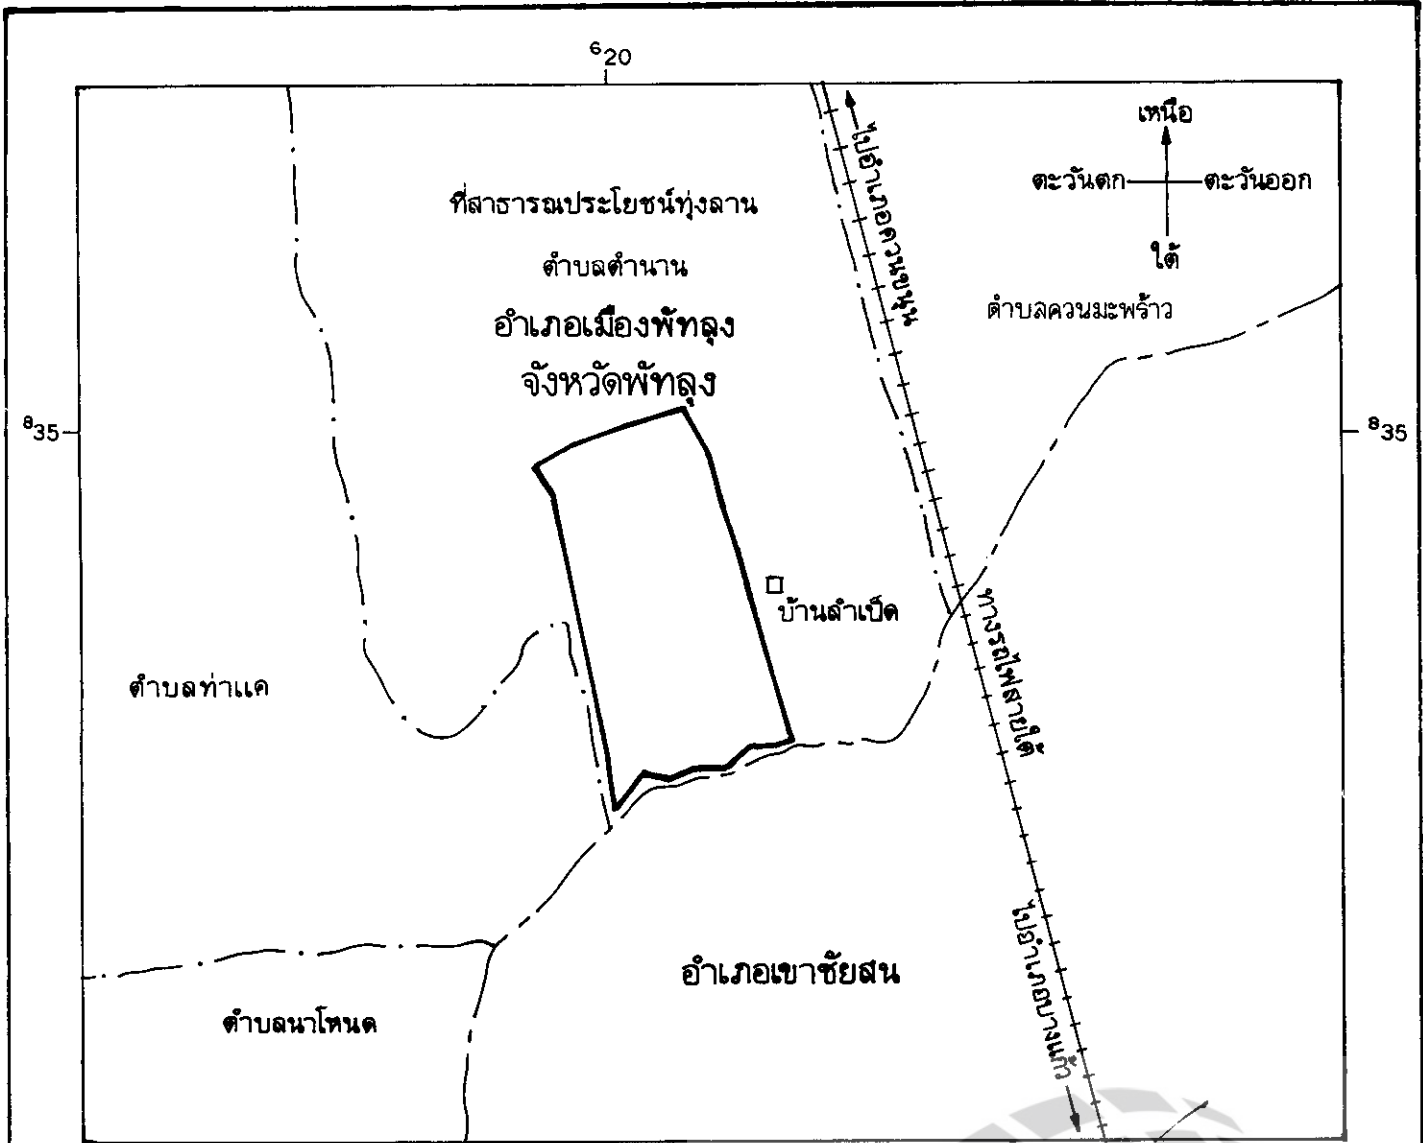 ⁶20
เหนือ
ตะวันตก ตะวันออก
ใต้
ไปอำเภอควนขนุน
ที่สาธารณประโยชน์ทุ่งลาน
ตำบลตำนาน
อำเภอเมืองพัทลุง
จังหวัดพัทลุง
ตำบลควนมะพร้าว
⁸35 ⁸35
บ้านลำเป็ด
ทางรถไฟสายใต้
ตำบลท่าแค
อำเภอเขาชัยสน
ไปอำเภอบางแก้ว
ตำบลนาโหนด